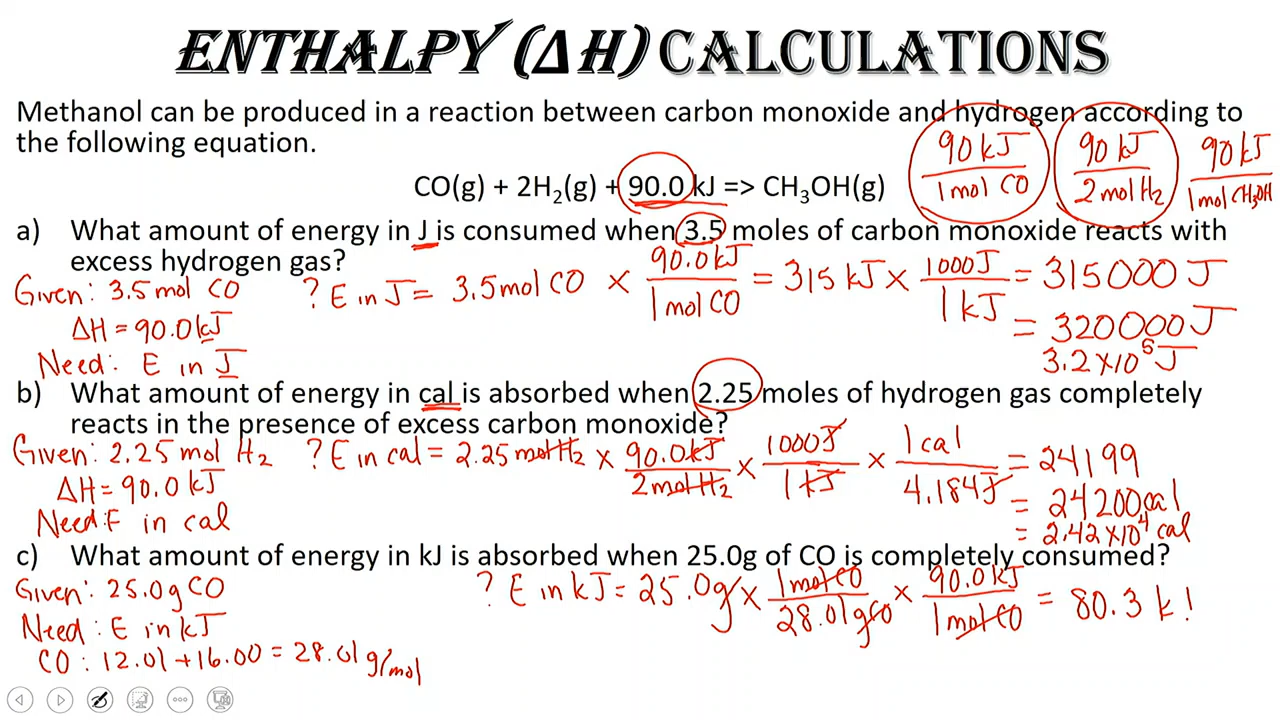 ENTHALPY (ΔH) CALCULATIONS
Methanol can be produced in a reaction between carbon monoxide and hydrogen according to
the following equation.
90 kJ / 1 mol CO   90 kJ / 2 mol H₂   90 kJ / 1 mol CH₃OH
CO(g) + 2H₂(g) + 90.0 kJ => CH₃OH(g)
a) What amount of energy in J is consumed when 3.5 moles of carbon monoxide reacts with
excess hydrogen gas?
Given: 3.5 mol CO
ΔH = 90.0 kJ
Need: E in J
? E in J = 3.5 mol CO × 90.0 kJ / 1 mol CO = 315 kJ × 1000 J / 1 kJ = 315000 J
= 320000 J
3.2 × 10⁵ J
b) What amount of energy in cal is absorbed when 2.25 moles of hydrogen gas completely
reacts in the presence of excess carbon monoxide?
Given: 2.25 mol H₂
ΔH = 90.0 kJ
Need: E in cal
? E in cal = 2.25 mol H₂ × 90.0 kJ / 2 mol H₂ × 1000 J / 1 kJ × 1 cal / 4.184 J = 24199
= 24200 cal
= 2.42 × 10⁴ cal
c) What amount of energy in kJ is absorbed when 25.0g of CO is completely consumed?
Given: 25.0g CO
Need: E in kJ
CO: 12.01 + 16.00 = 28.01 g/mol
? E in kJ = 25.0g × 1 mol CO / 28.01 g CO × 90.0 kJ / 1 mol CO = 80.3 k!